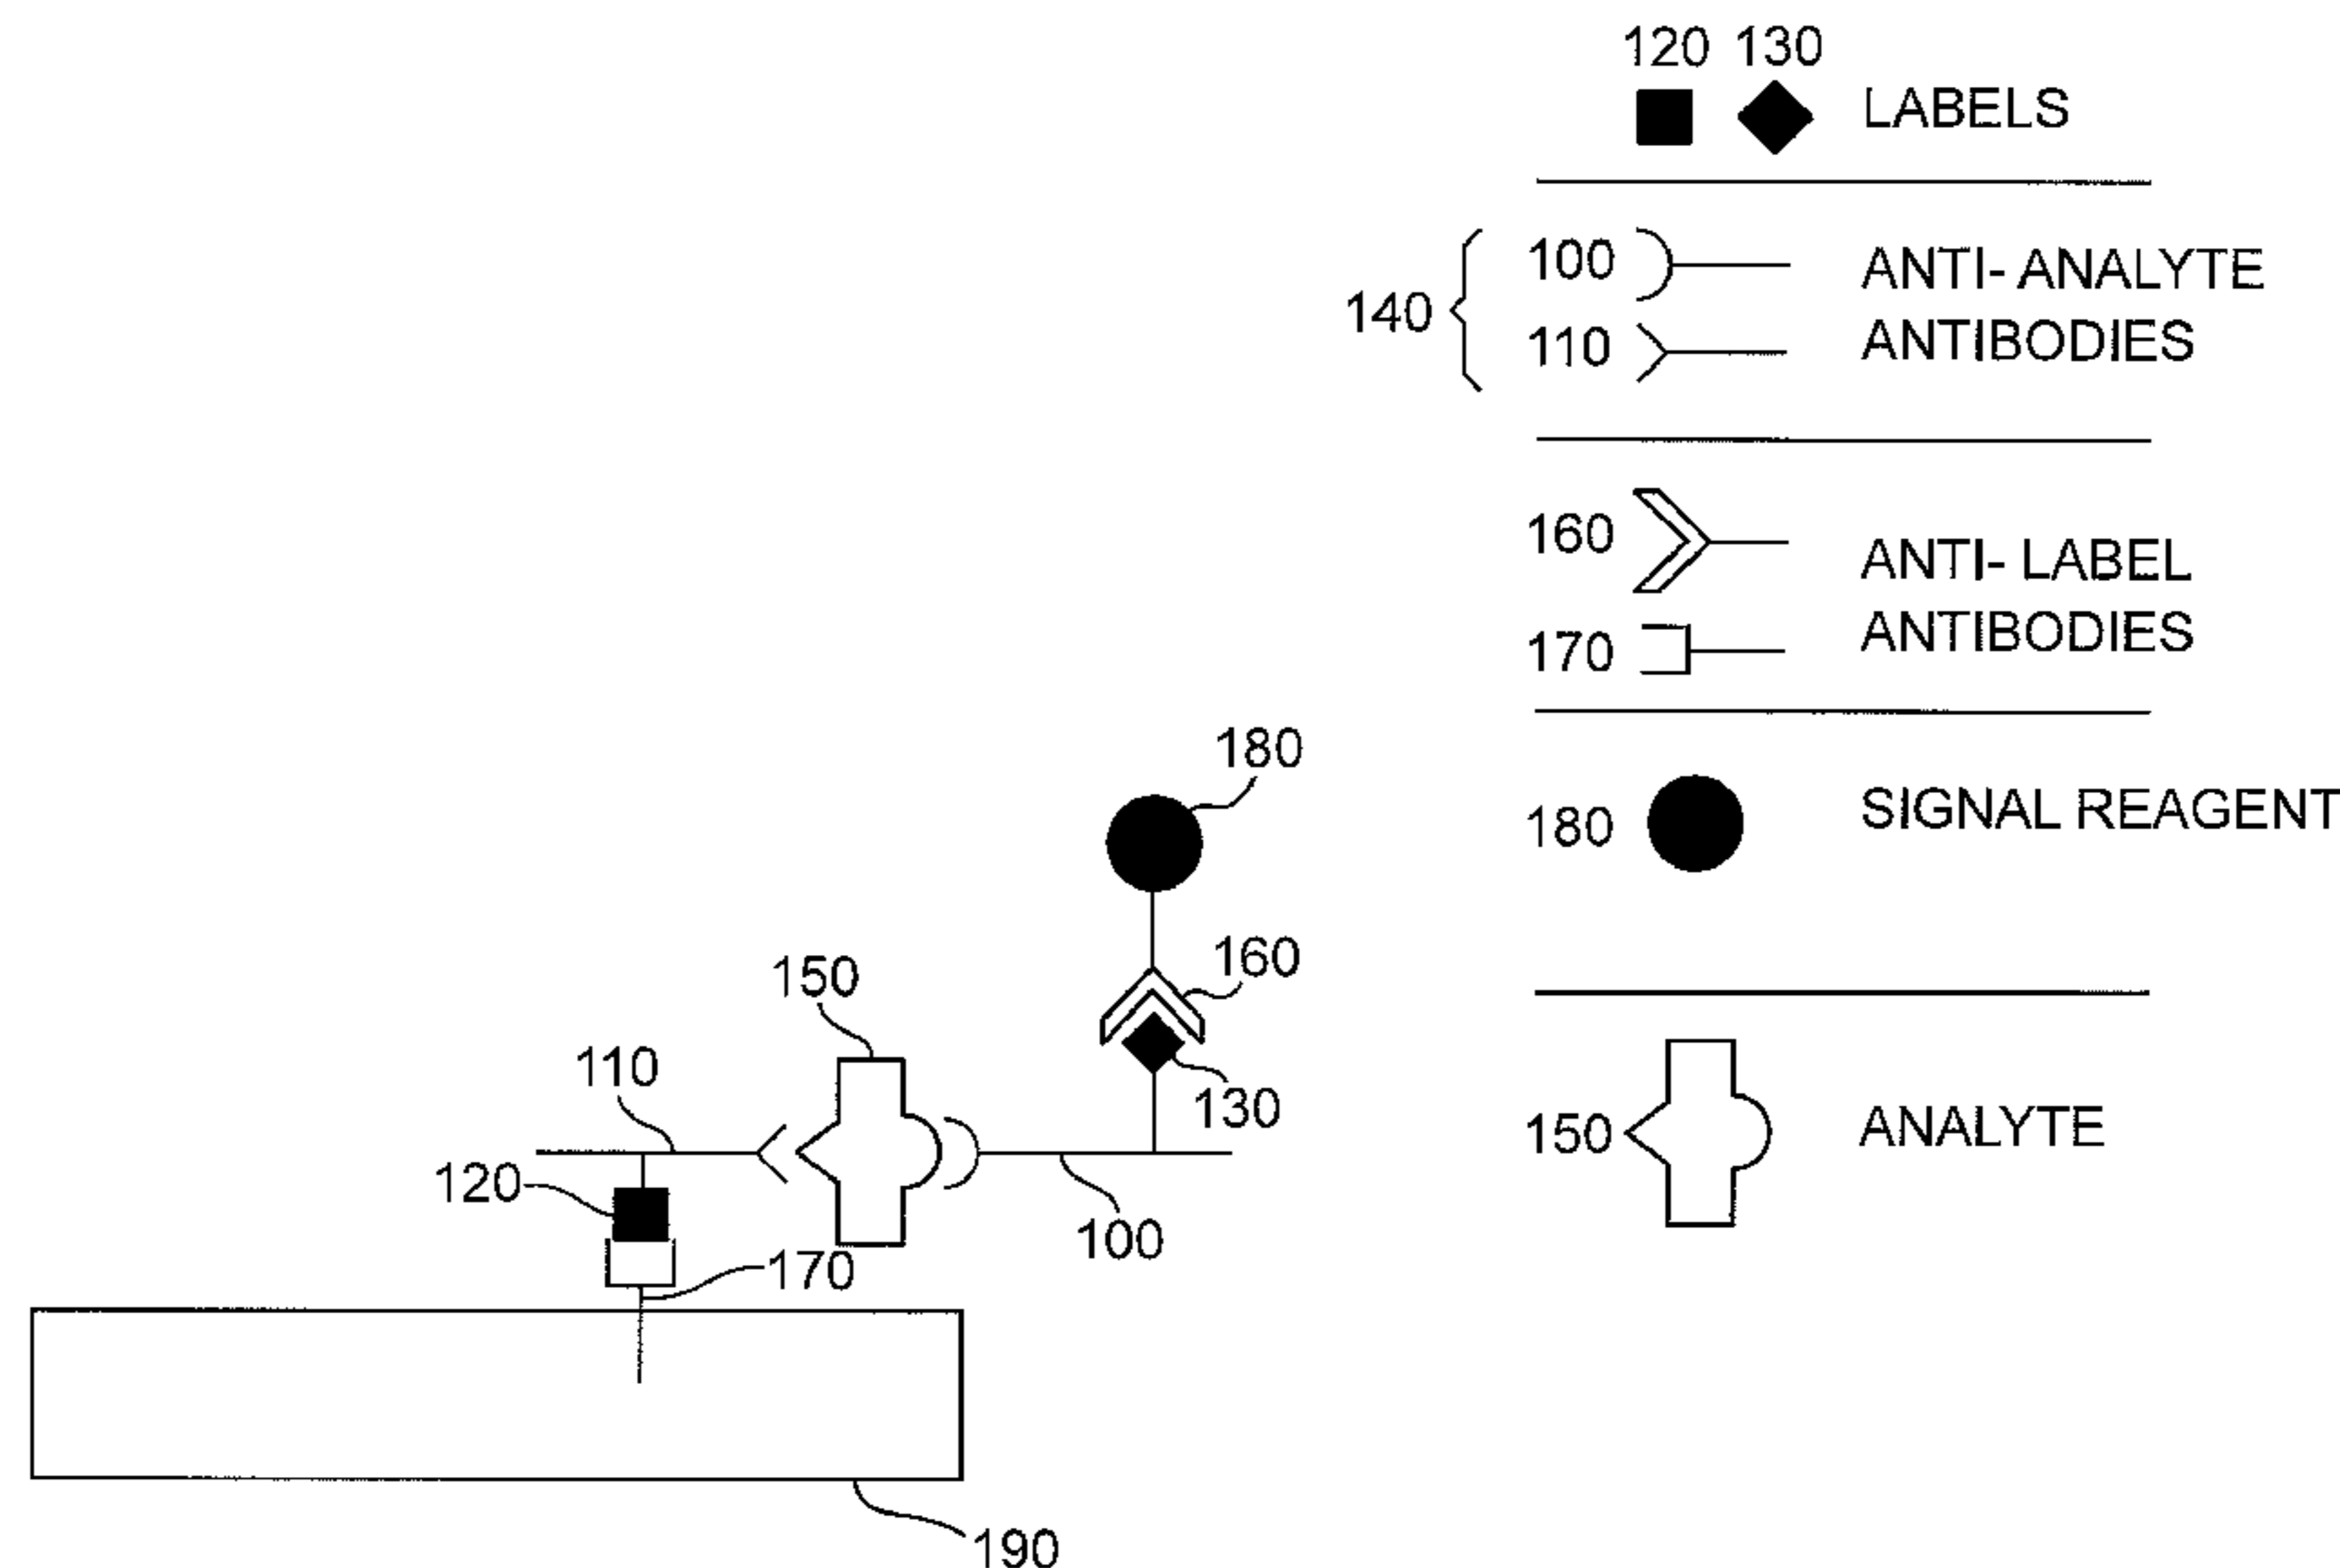 120 130
LABELS
100 ANTI- ANALYTE
140
110 ANTIBODIES
160 ANTI- LABEL
170 ANTIBODIES
180 SIGNAL REAGENT
150 ANALYTE
180
160
150
130
110
120
100
170
190